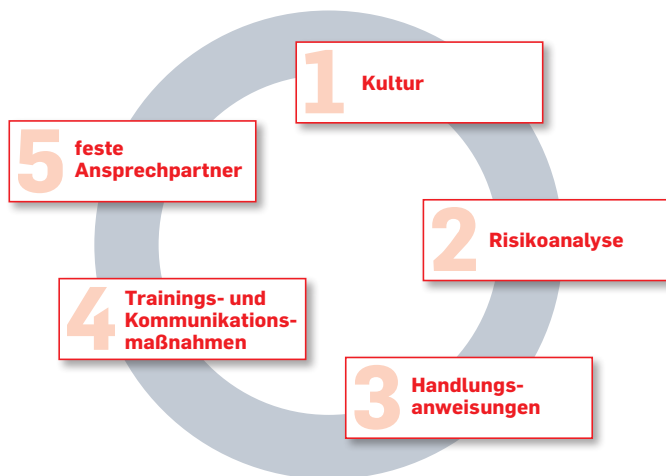 1 Kultur
2 Risikoanalyse
3 Handlungs-
anweisungen
4 Trainings- und
Kommunikations-
maßnahmen
5 feste
Ansprechpartner